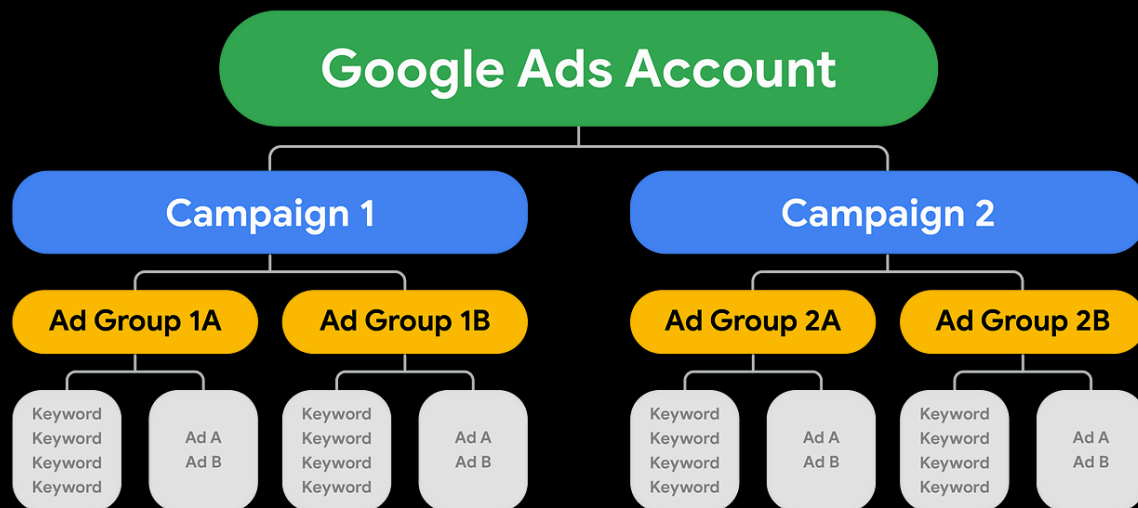 Google Ads Account
Campaign 1
Campaign 2
Ad Group 1A
Ad Group 1B
Ad Group 2A
Ad Group 2B
Keyword
Keyword
Keyword
Keyword
Ad A
Ad B
Keyword
Keyword
Keyword
Keyword
Ad A
Ad B
Keyword
Keyword
Keyword
Keyword
Ad A
Ad B
Keyword
Keyword
Keyword
Keyword
Ad A
Ad B